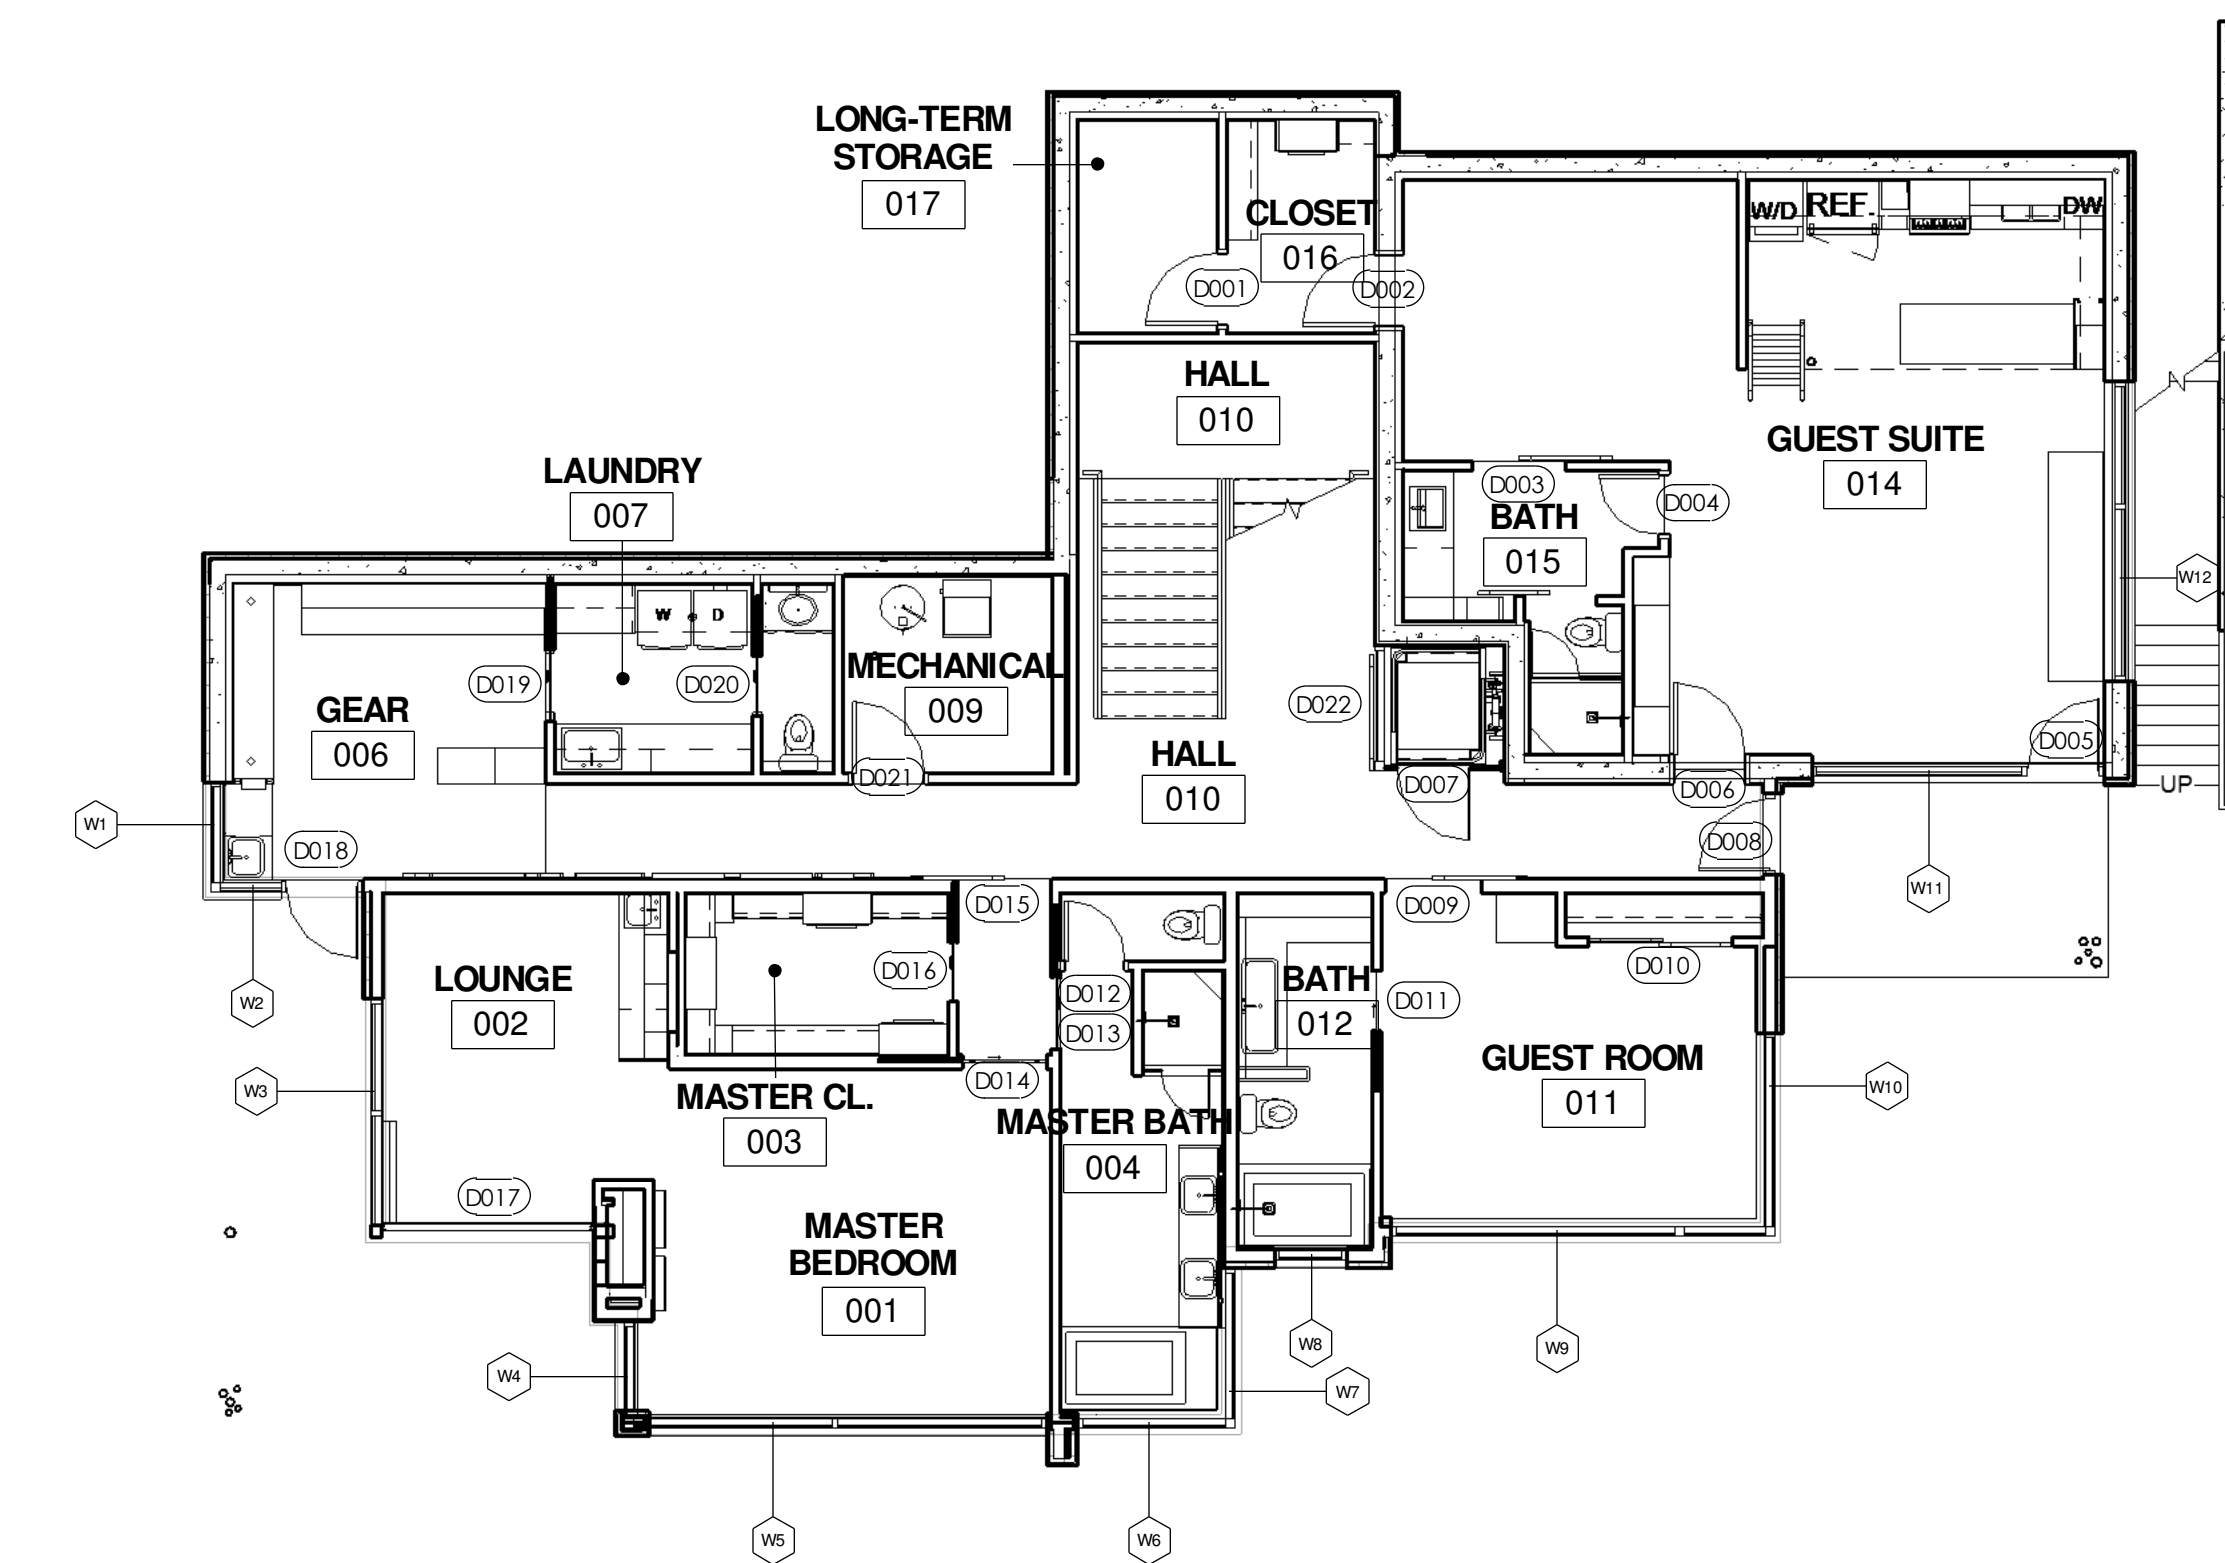 LONG-TERM
STORAGE
017
CLOSET
016
D001
D002
W/D
REF.
DW
HALL
010
GUEST SUITE
014
LAUNDRY
007
D003
D004
BATH
015
W12
W
D
D019
D020
MECHANICAL
009
D022
GEAR
006
D021
HALL
010
D007
D006
D005
UP
W1
D018
D008
W11
D015
D009
W2
LOUNGE
002
D016
D012
D013
BATH
012
D011
D010
GUEST ROOM
011
W3
W10
MASTER CL.
003
D014
MASTER BATH
004
D017
MASTER
BEDROOM
001
W4
W8
W9
W7
W5
W6